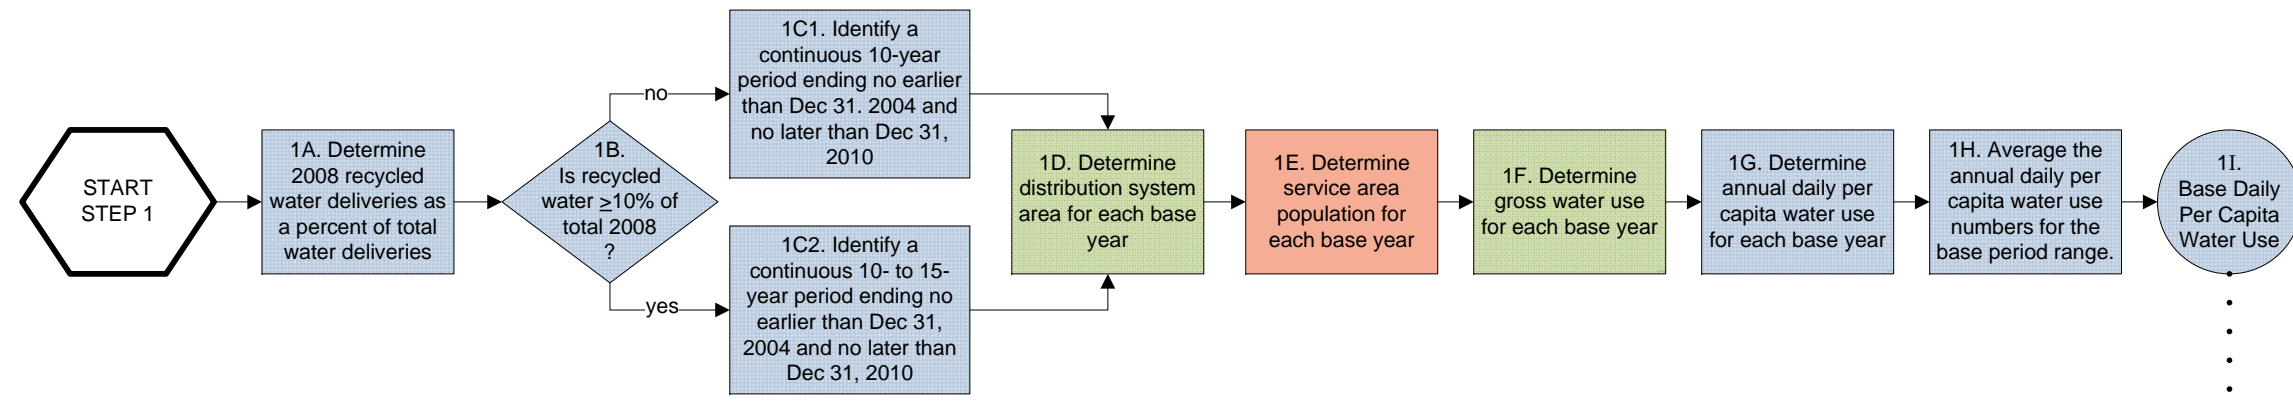 START
STEP 1
1A. Determine
2008 recycled
water deliveries as
a percent of total
water deliveries
1B.
Is recycled
water ≥10% of
total 2008
?
no
yes
1C1. Identify a
continuous 10-year
period ending no earlier
than Dec 31. 2004 and
no later than Dec 31,
2010
1C2. Identify a
continuous 10- to 15-
year period ending no
earlier than Dec 31,
2004 and no later than
Dec 31, 2010
1D. Determine
distribution system
area for each base
year
1E. Determine
service area
population for
each base year
1F. Determine
gross water use
for each base year
1G. Determine
annual daily per
capita water use
for each base year
1H. Average the
annual daily per
capita water use
numbers for the
base period range.
1I.
Base Daily
Per Capita
Water Use